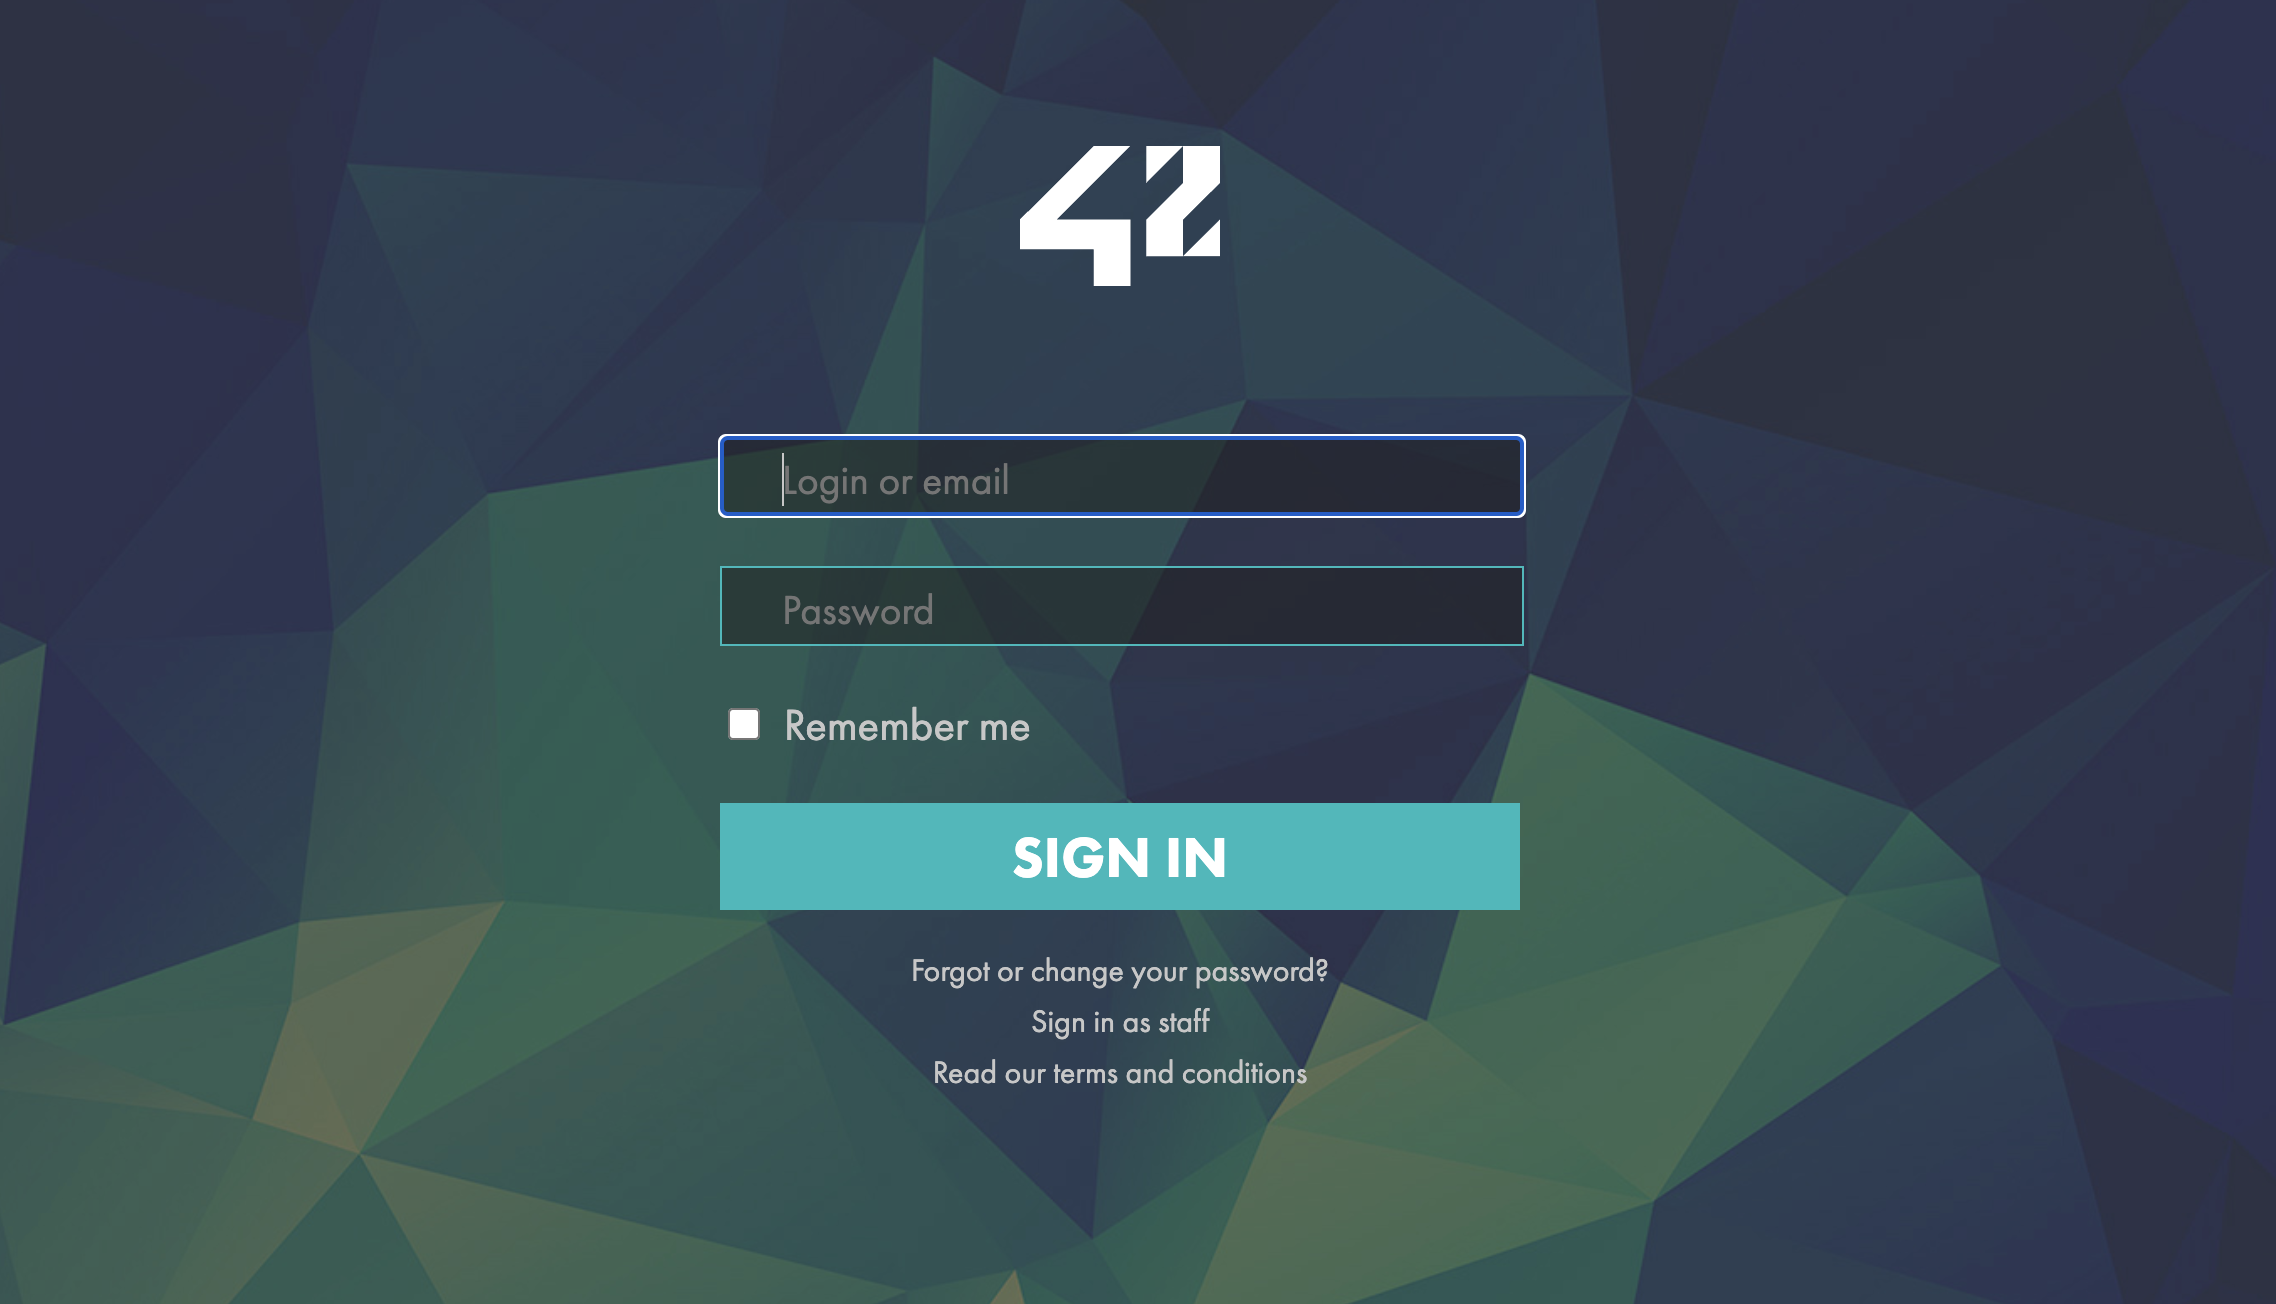 42
Login or email
Password
Remember me
SIGN IN
Forgot or change your password?
Sign in as staff
Read our terms and conditions